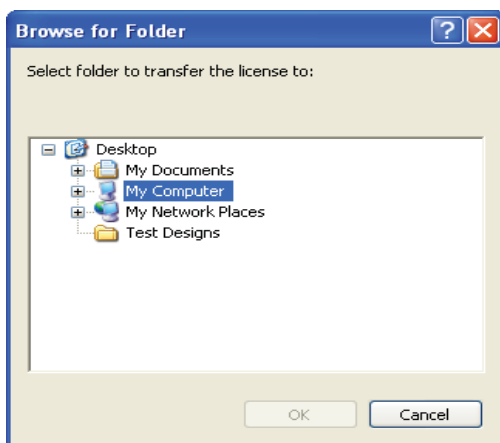 Browse for Folder
Select folder to transfer the license to:
Desktop
My Documents
My Computer
My Network Places
Test Designs
OK
Cancel